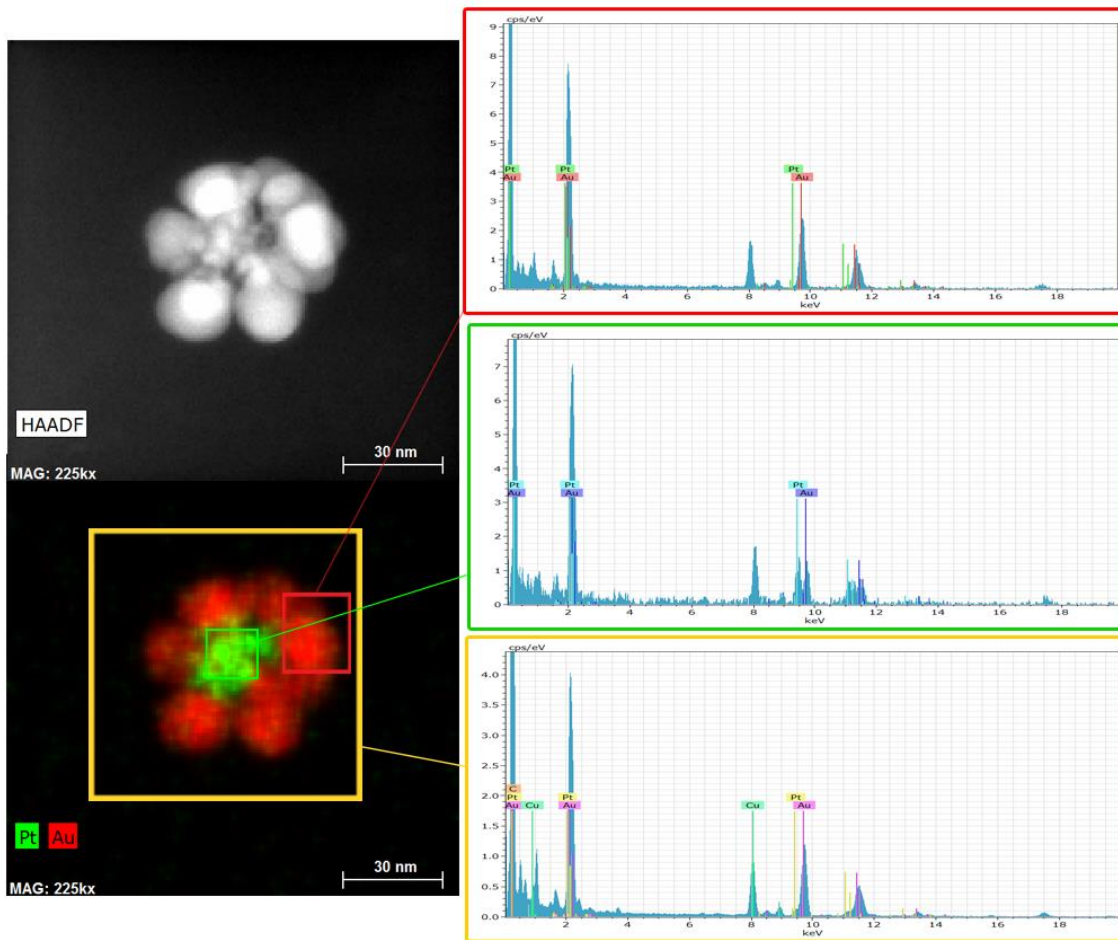 HAADF
MAG: 225kx
30 nm
Pt Au
MAG: 225kx
30 nm
cps/eV
9
8
7
6
5
4
3
2
1
0
Pt Pt Pt
Au Au Au
2 4 6 8 10 12 14 16 18
keV
cps/eV
7
6
5
4
3
2
1
0
Pt Pt Pt
Au Au Au
2 4 6 8 10 12 14 16 18
keV
cps/eV
4.0
3.5
3.0
2.5
2.0
1.5
1.0
0.5
0.0
C
Pt Pt Pt
Au Cu Au Cu Au
2 4 6 8 10 12 14 16 18
keV